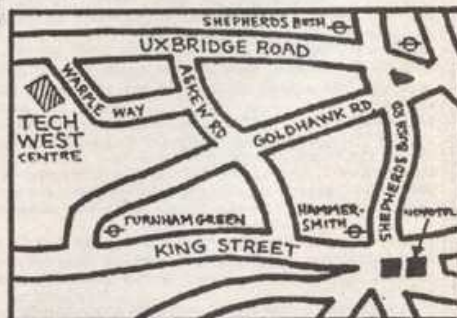 SHEPHERDS BUSH
UXBRIDGE ROAD
WARPLE WAY
ASKEW RD
TECH
WEST
CENTRE
GOLDHAWK RD
SHEPHERDS BUSH RD
TURNHAM GREEN
HAMMER-
SMITH
NOVOTEL
KING STREET